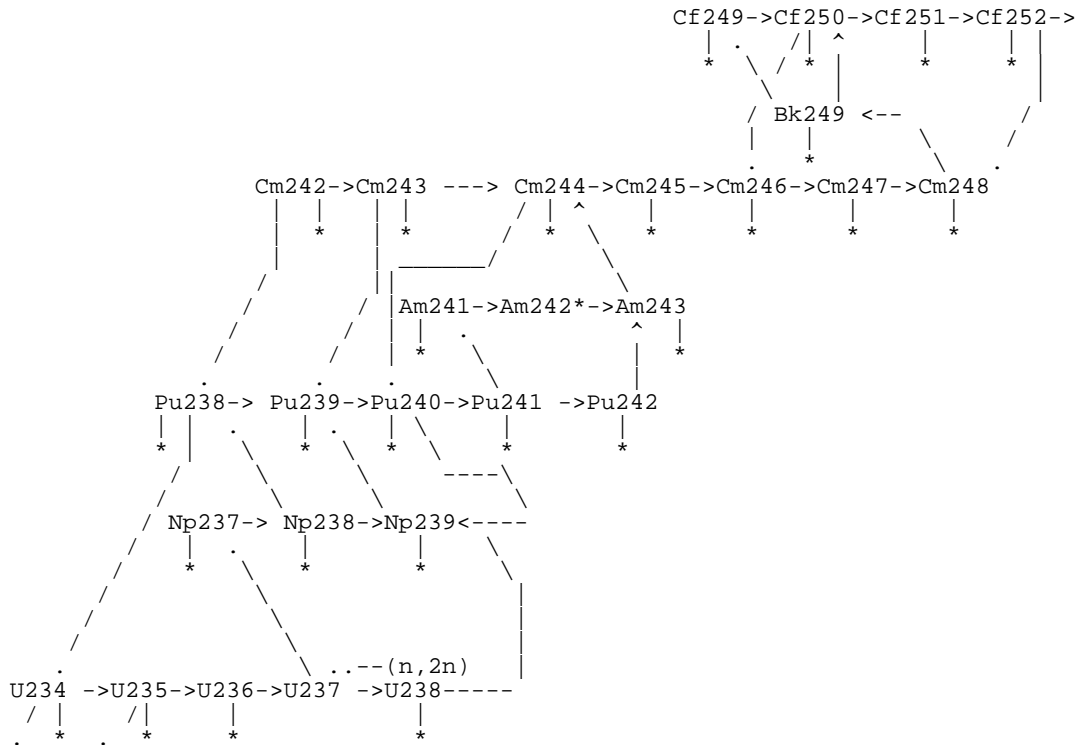 Cf249->Cf250->Cf251->Cf252->
Bk249 <--
Cm242->Cm243 ---> Cm244->Cm245->Cm246->Cm247->Cm248
Am241->Am242*->Am243
Pu238-> Pu239->Pu240->Pu241 ->Pu242
Np237-> Np238->Np239<----
..--(n,2n)
U234 ->U235->U236->U237 ->U238-----